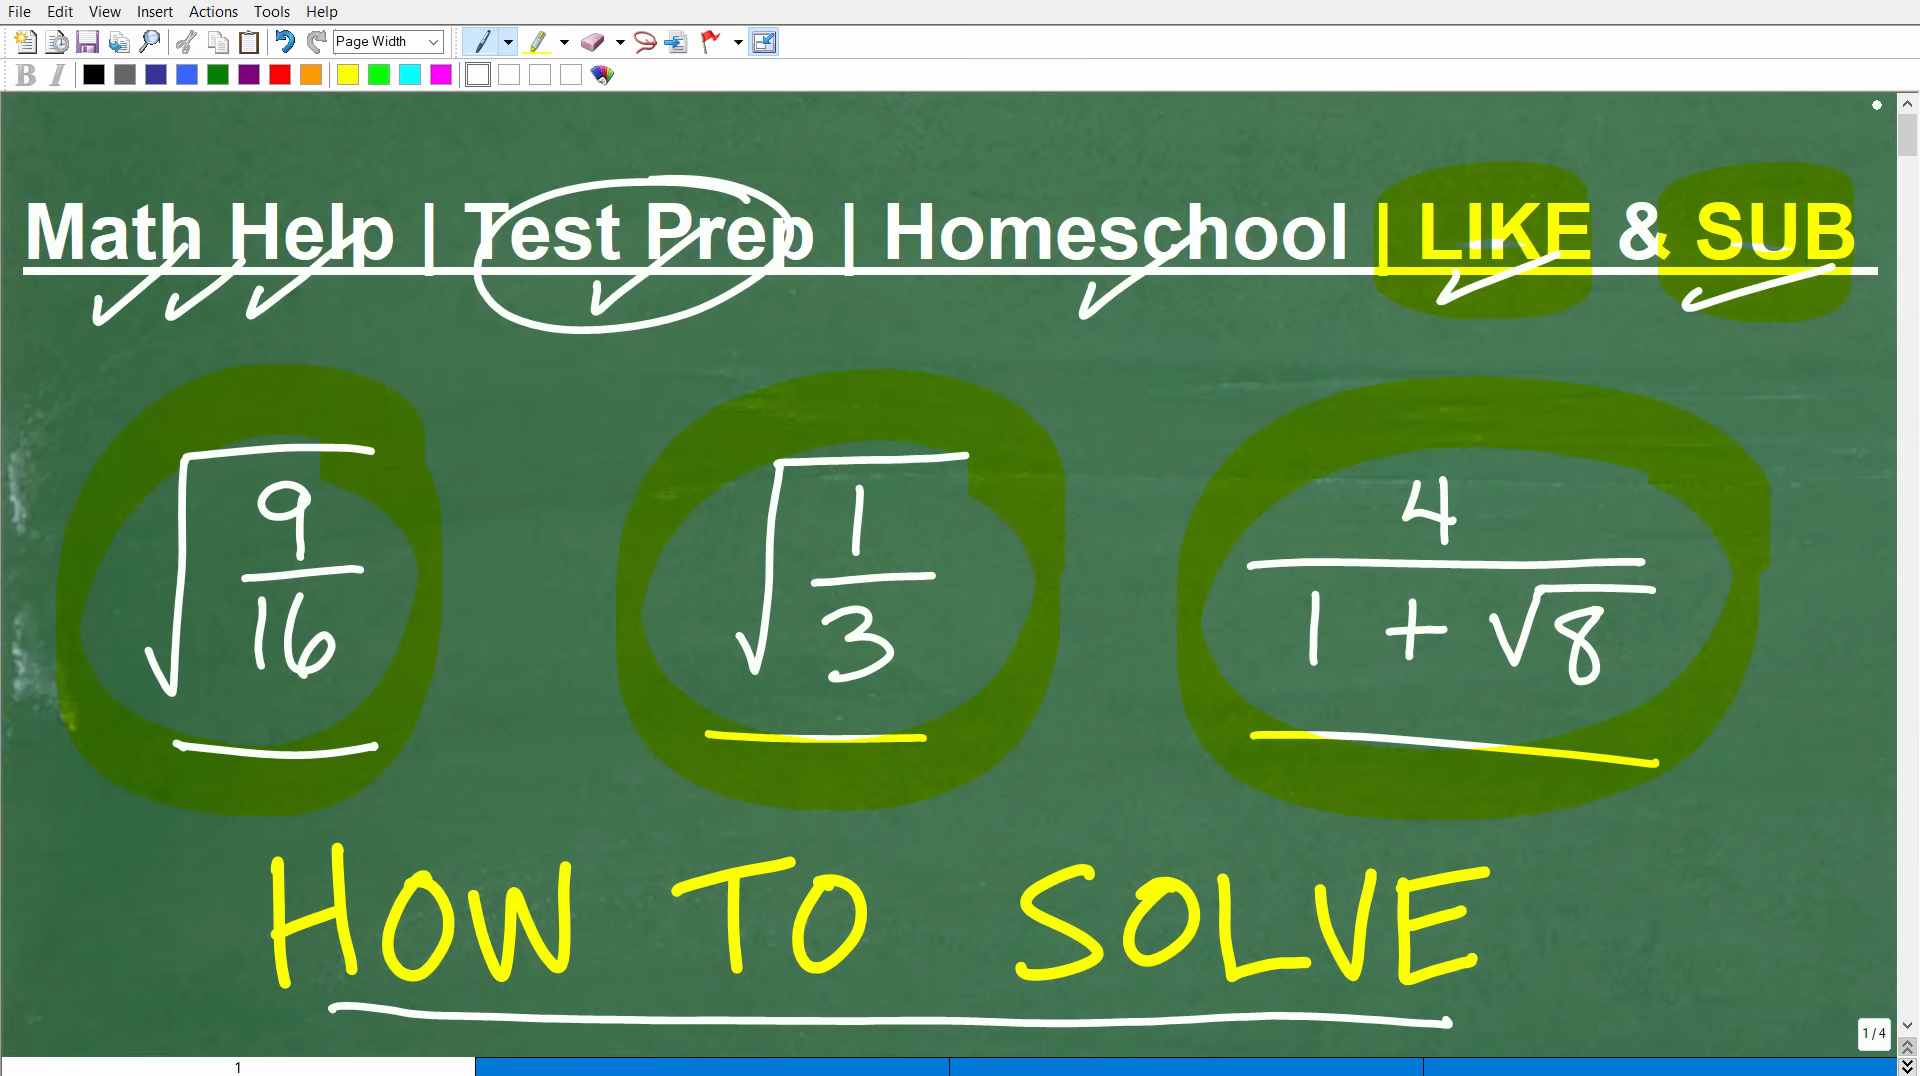 File Edit View Insert Actions Tools Help
Page Width
B I
Math Help | Test Prep | Homeschool | LIKE & SUB
√(9/16) √(1/3) 4/(1 + √8)
HOW TO SOLVE
1 / 4
1